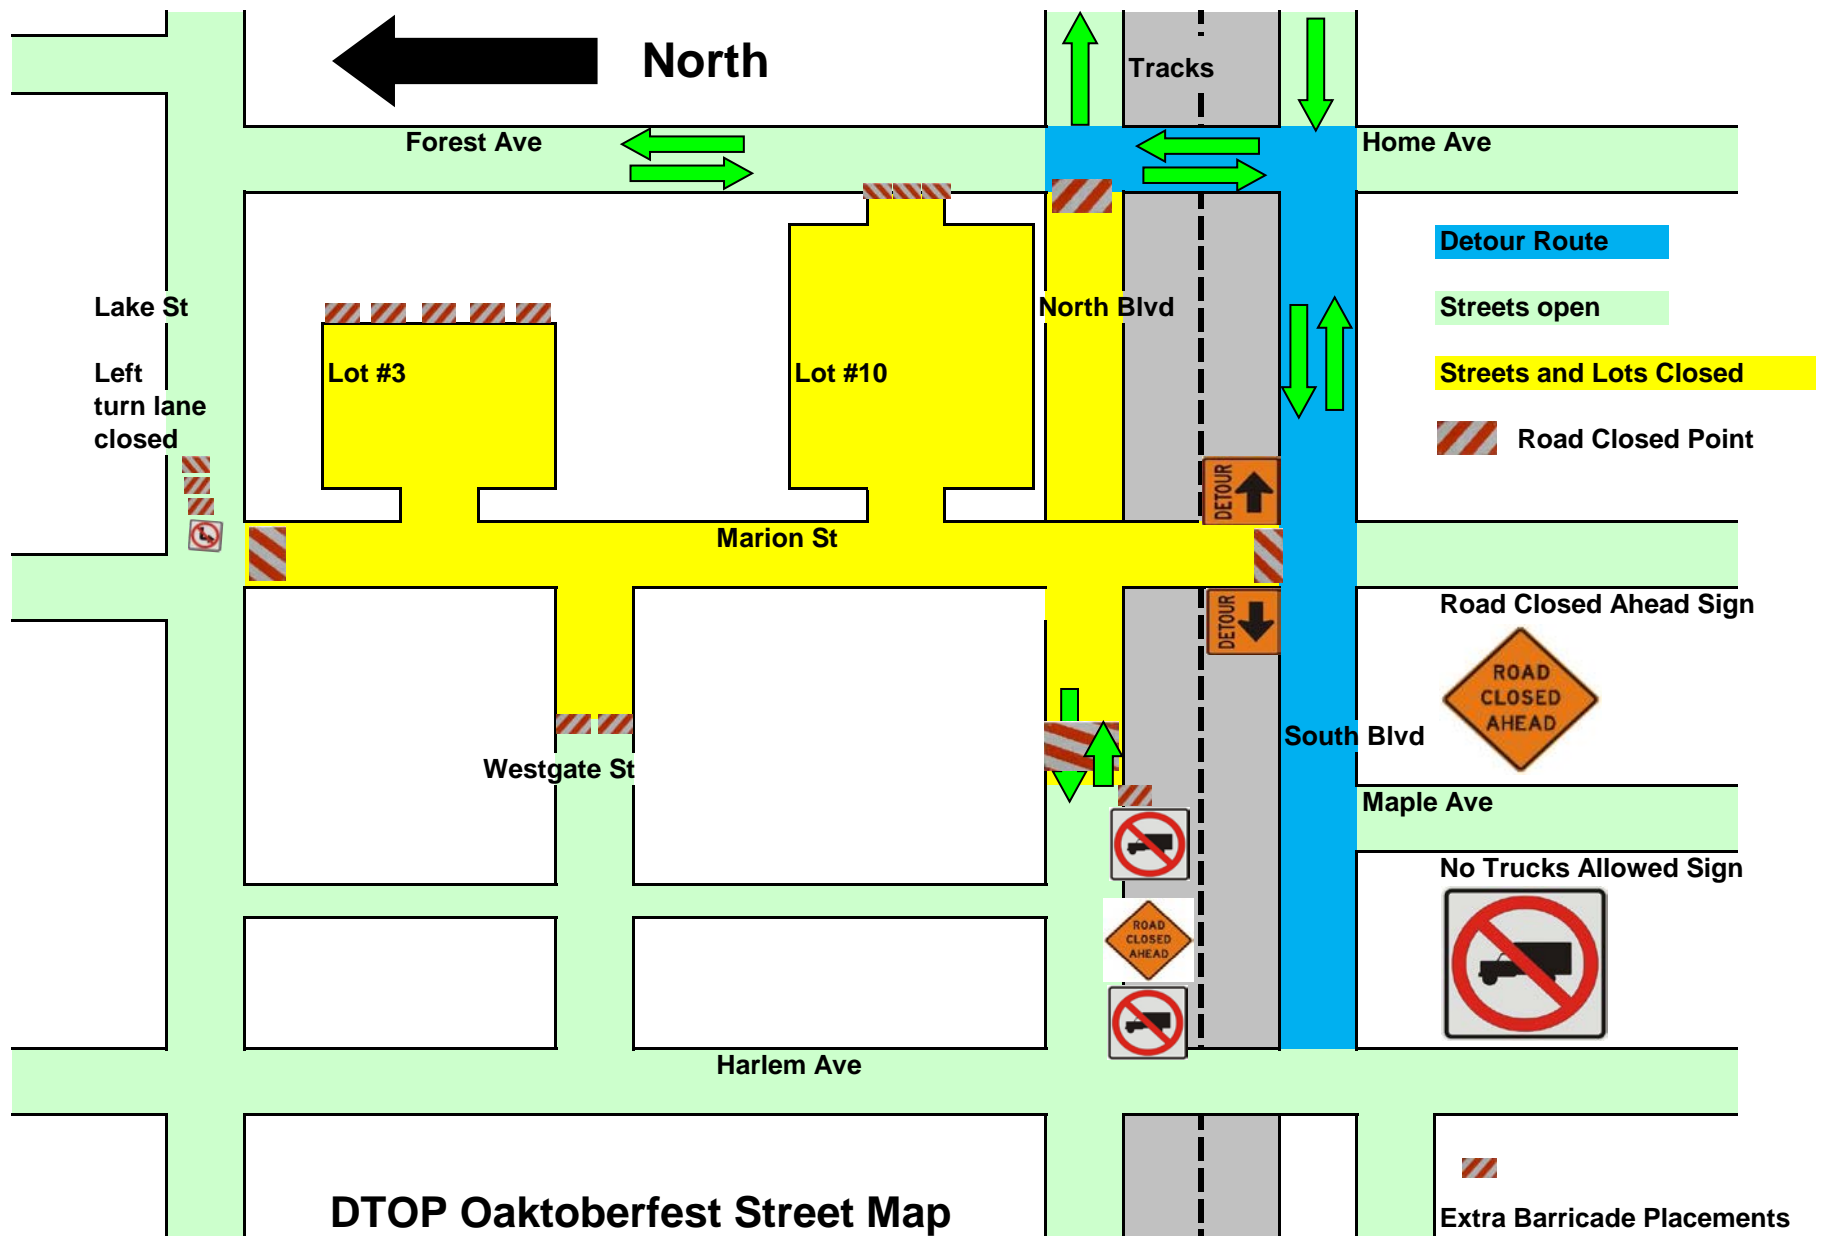 North
Tracks
Forest Ave
Home Ave
Detour Route
Lake St
North Blvd
Streets open
Left
turn lane
closed
Lot #3
Lot #10
Streets and Lots Closed
Road Closed Point
DETOUR
Marion St
DETOUR
Road Closed Ahead Sign
ROAD
CLOSED
AHEAD
South Blvd
Westgate St
Maple Ave
No Trucks Allowed Sign
ROAD
CLOSED
AHEAD
Harlem Ave
DTOP Oaktoberfest Street Map
Extra Barricade Placements